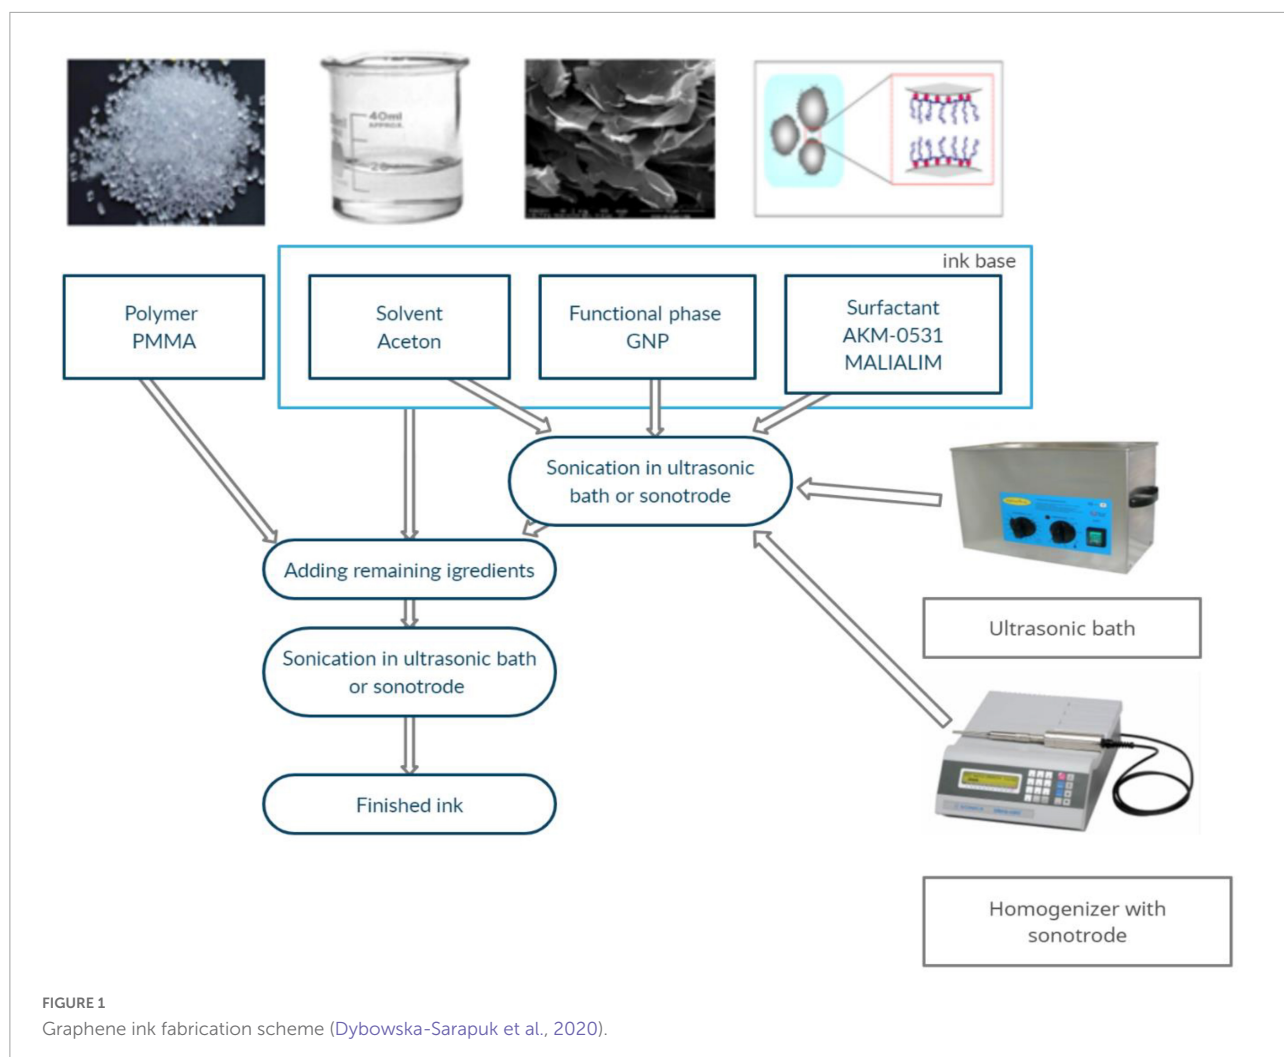 40ml
APPROX.
ink base
Polymer
PMMA
Solvent
Aceton
Functional phase
GNP
Surfactant
AKM-0531
MALIALIM
Sonication in ultrasonic
bath or sonotrode
Adding remaining igredients
Ultrasonic bath
Sonication in ultrasonic bath
or sonotrode
Finished ink
Homogenizer with
sonotrode
FIGURE 1
Graphene ink fabrication scheme (Dybowska-Sarapuk et al., 2020).